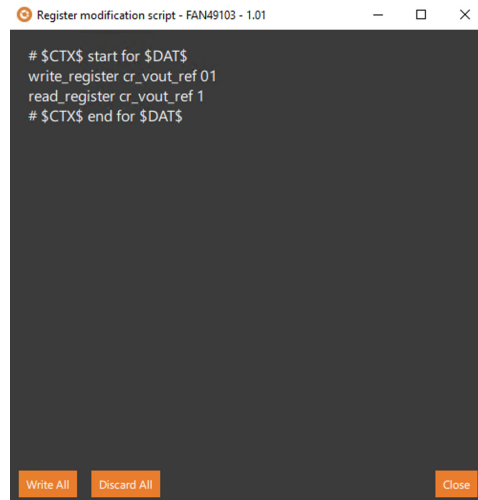 Register modification script - FAN49103 - 1.01
# $CTX$ start for $DAT$
write_register cr_vout_ref 01
read_register cr_vout_ref 1
# $CTX$ end for $DAT$
Write All Discard All Close